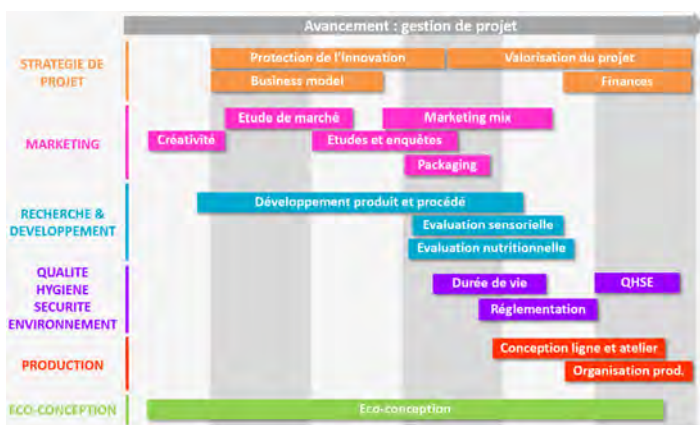 Avancement : gestion de projet
STRATEGIE DE
PROJET
Protection de l'innovation
Valorisation du projet
Business model
Finances
MARKETING
Etude de marché
Marketing mix
Créativité
Etudes et enquêtes
Packaging
RECHERCHE &
DEVELOPPEMENT
Développement produit et procédé
Evaluation sensorielle
Evaluation nutritionnelle
QUALITE
HYGIENE
SECURITE
ENVIRONNEMENT
Durée de vie
QHSE
Réglementation
PRODUCTION
Conception ligne et atelier
Organisation prod.
ECO-CONCEPTION
Eco-conception